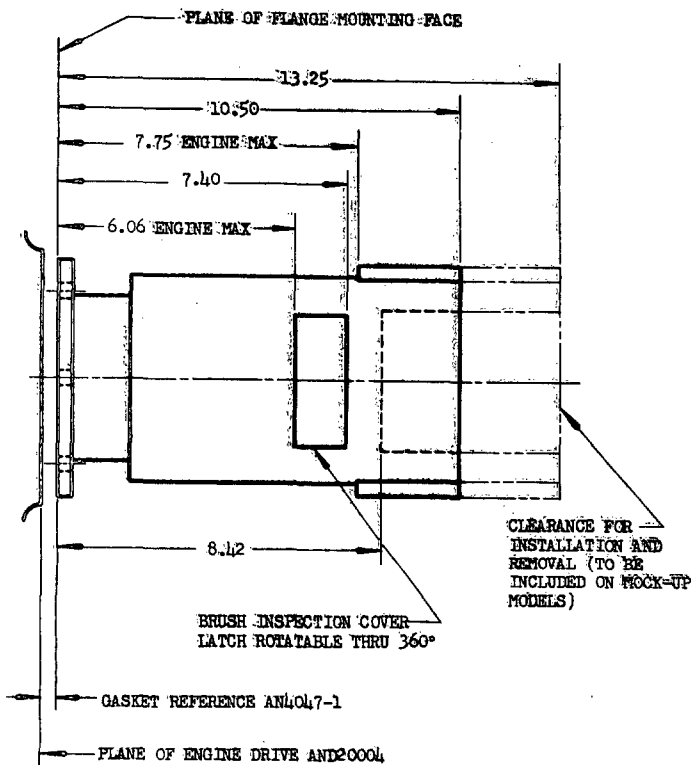 PLANE OF FLANGE MOUNTING FACE
13.25
10.50
7.75 ENGINE MAX
7.40
6.06 ENGINE MAX
8.42
CLEARANCE FOR
INSTALLATION AND
REMOVAL (TO BE
INCLUDED ON MOCK-UP
MODELS)
BRUSH INSPECTION COVER
LATCH ROTATABLE THRU 360°
GASKET REFERENCE AN4047-1
PLANE OF ENGINE DRIVE AND20004